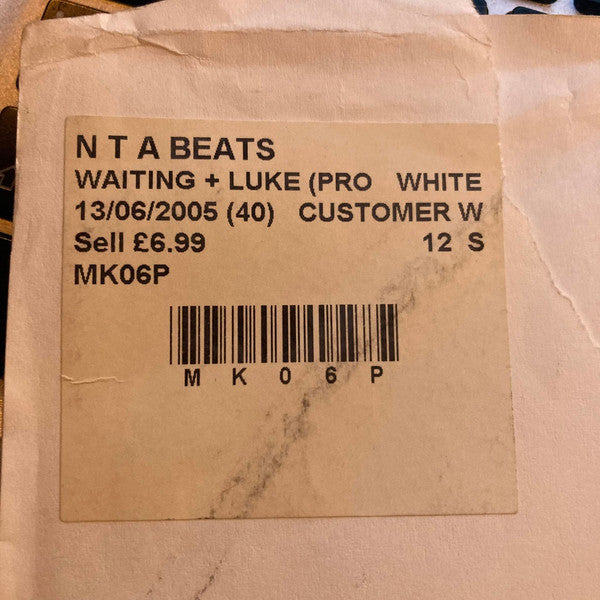 N T A BEATS
WAITING + LUKE (PRO WHITE
13/06/2005 (40) CUSTOMER W
Sell £6.99 12 S
MK06P
M K 0 6 P